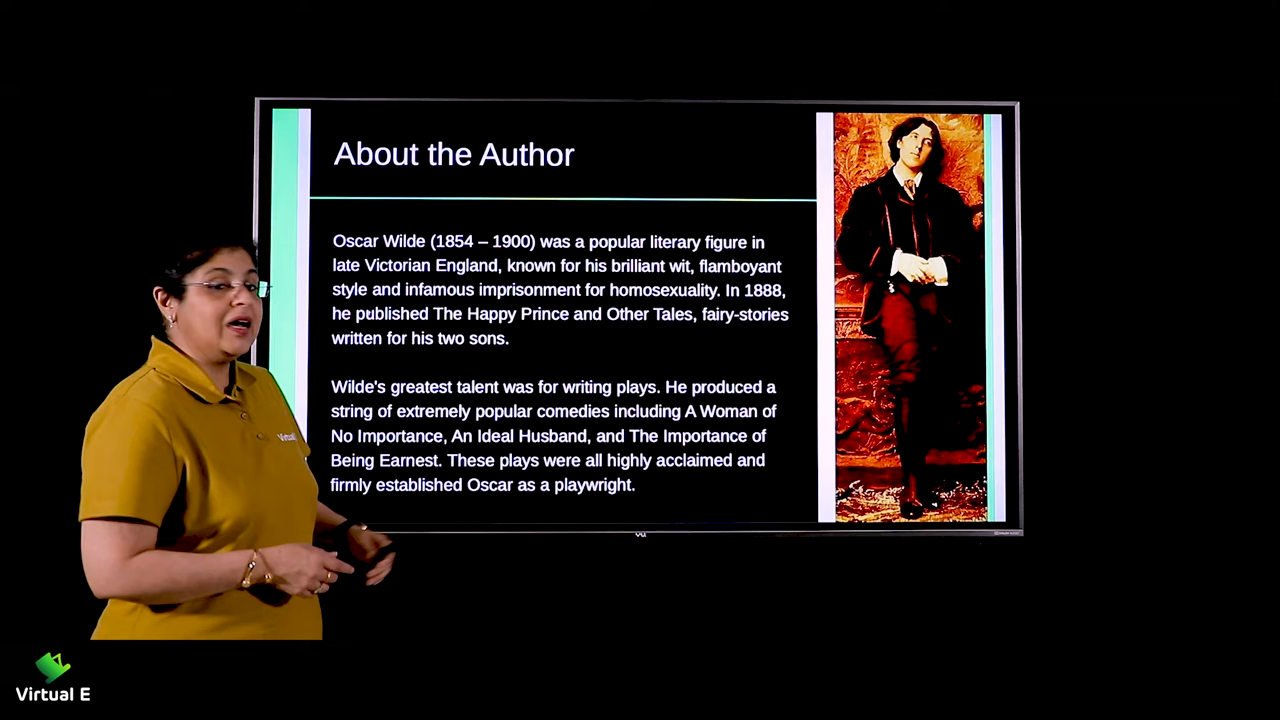 About the Author
Oscar Wilde (1854 – 1900) was a popular literary figure in
late Victorian England, known for his brilliant wit, flamboyant
style and infamous imprisonment for homosexuality. In 1888,
he published The Happy Prince and Other Tales, fairy-stories
written for his two sons.
Wilde's greatest talent was for writing plays. He produced a
string of extremely popular comedies including A Woman of
No Importance, An Ideal Husband, and The Importance of
Being Earnest. These plays were all highly acclaimed and
firmly established Oscar as a playwright.
Virtual
Vu
Virtual E